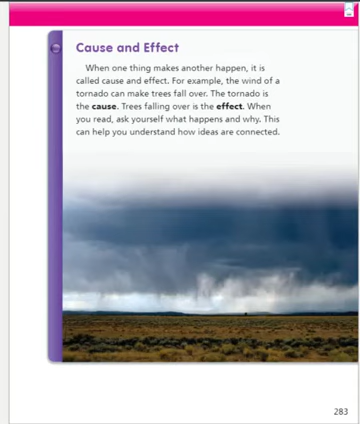 Cause and Effect
When one thing makes another happen, it is
called cause and effect. For example, the wind of a
tornado can make trees fall over. The tornado is
the cause. Trees falling over is the effect. When
you read, ask yourself what happens and why. This
can help you understand how ideas are connected.
283